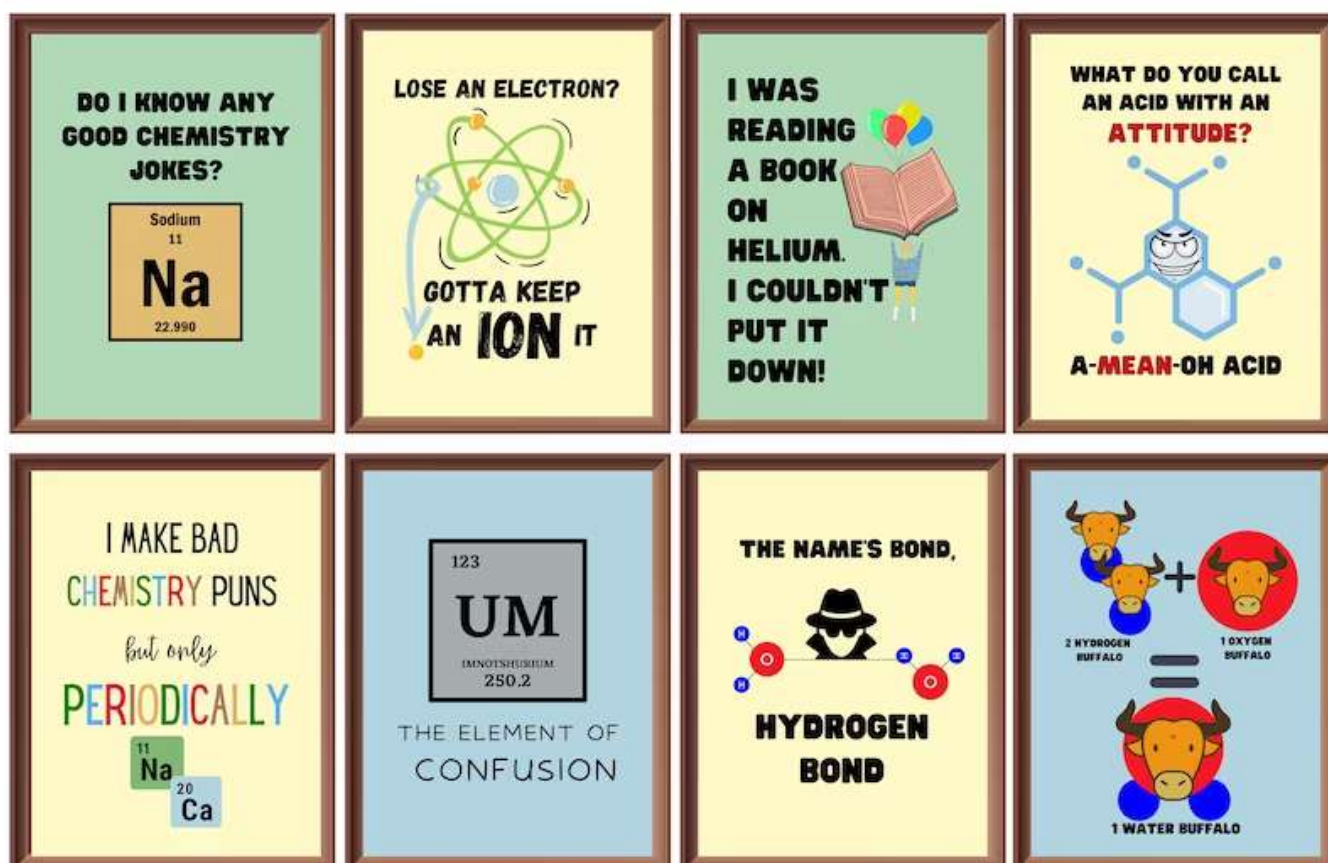 DO I KNOW ANY
GOOD CHEMISTRY
JOKES?
Sodium
11
Na
22.990
LOSE AN ELECTRON?
GOTTA KEEP
AN ION IT
I WAS
READING
A BOOK
ON
HELIUM.
I COULDN'T
PUT IT
DOWN!
WHAT DO YOU CALL
AN ACID WITH AN
ATTITUDE?
A-MEAN-OH ACID
I MAKE BAD
CHEMISTRY PUNS
but only
PERIODICALLY
11
Na
20
Ca
123
UM
IMNOTSHURIUM
250.2
THE ELEMENT OF
CONFUSION
THE NAME'S BOND,
H
O
H
H
H
O
HYDROGEN
BOND
2 HYDROGEN
BUFFALO
+
1 OXYGEN
BUFFALO
=
1 WATER BUFFALO